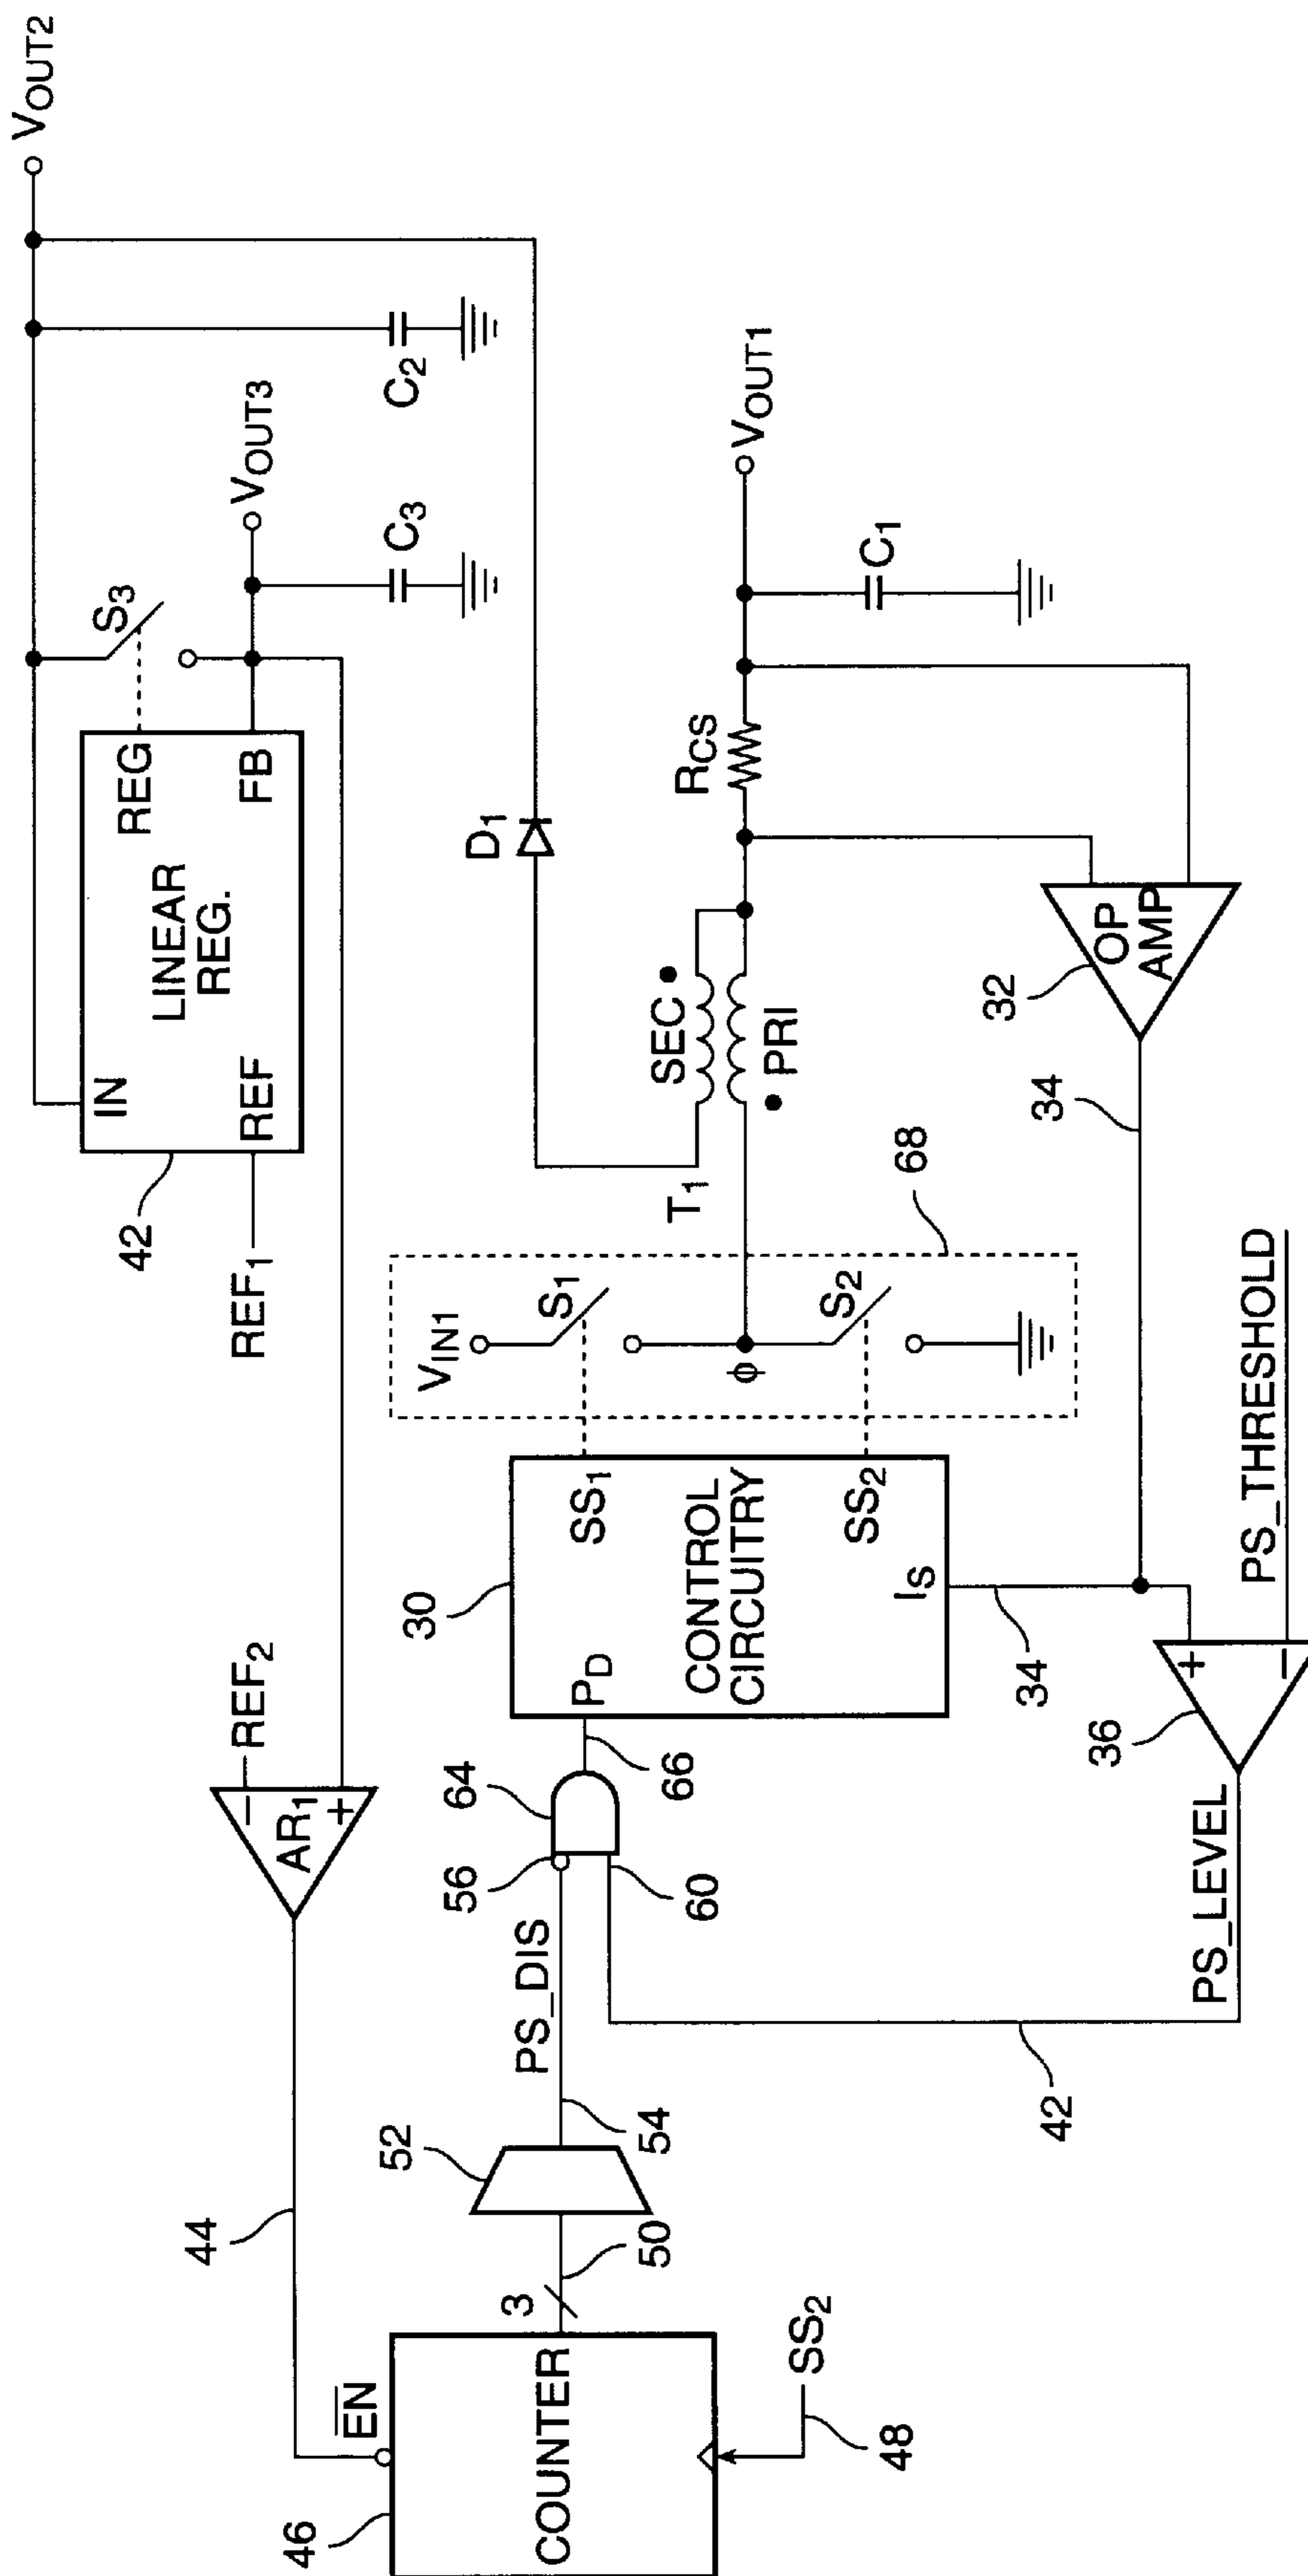 VOUT2
S3
VOUT3
C2
C3
IN
REG
LINEAR
REG.
REF
FB
42
REF1
D1
VOUT1
RCS
C1
SEC
PRI
T1
OP
AMP
32
34
68
VIN1
S1
S2
ϕ
SS1
SS2
CONTROL
CIRCUITRY
PD
IS
30
34
PS_THRESHOLD
+
−
36
PS_LEVEL
42
REF2
−
+
AR1
44
64
66
56
60
PS_DIS
54
52
50
3
EN
COUNTER
46
SS2
48